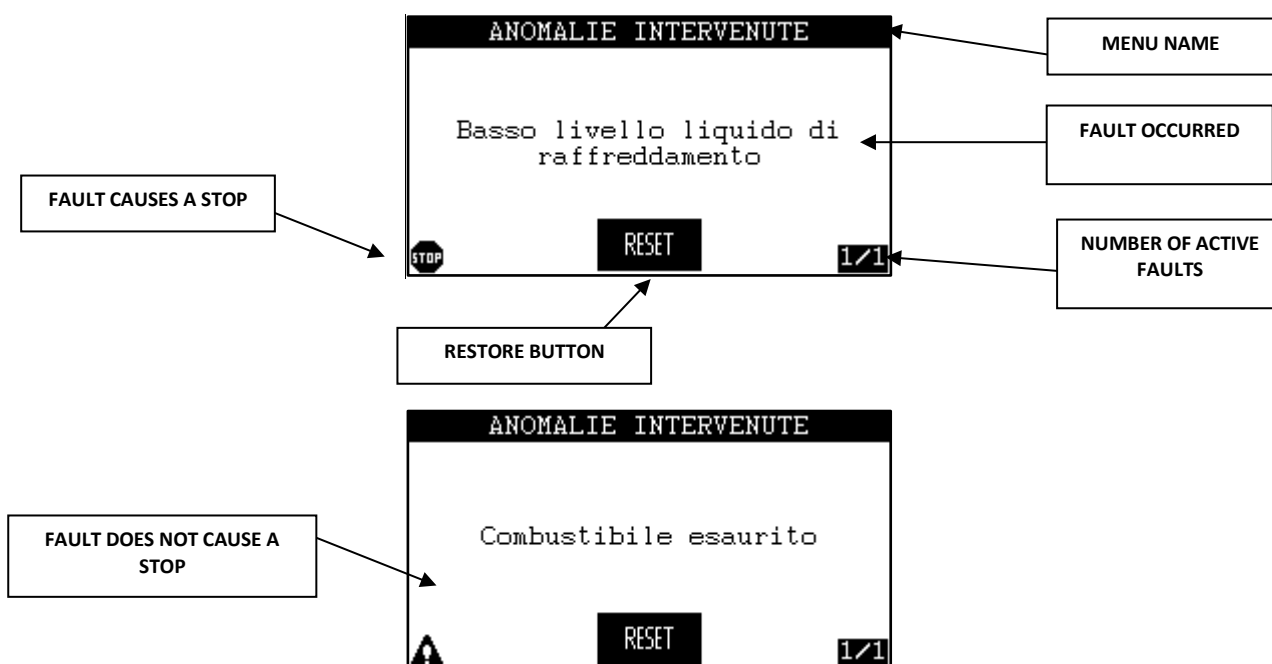 ANOMALIE INTERVENUTE
MENU NAME
Basso livello liquido di
raffreddamento
FAULT OCCURRED
FAULT CAUSES A STOP
STOP
RESET
1/1
NUMBER OF ACTIVE
FAULTS
RESTORE BUTTON
ANOMALIE INTERVENUTE
Combustibile esaurito
FAULT DOES NOT CAUSE A
STOP
RESET
1/1